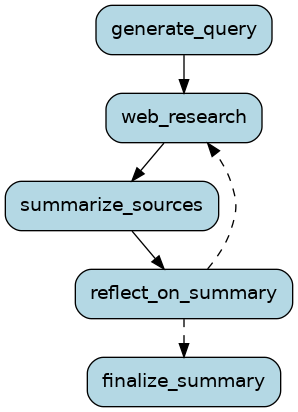 generate_query
web_research
summarize_sources
reflect_on_summary
finalize_summary